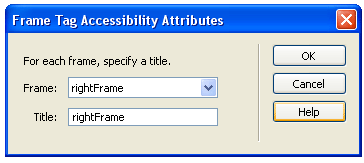 Frame Tag Accessibility Attributes
For each frame, specify a title.
Frame: rightFrame
Title: rightFrame
OK
Cancel
Help